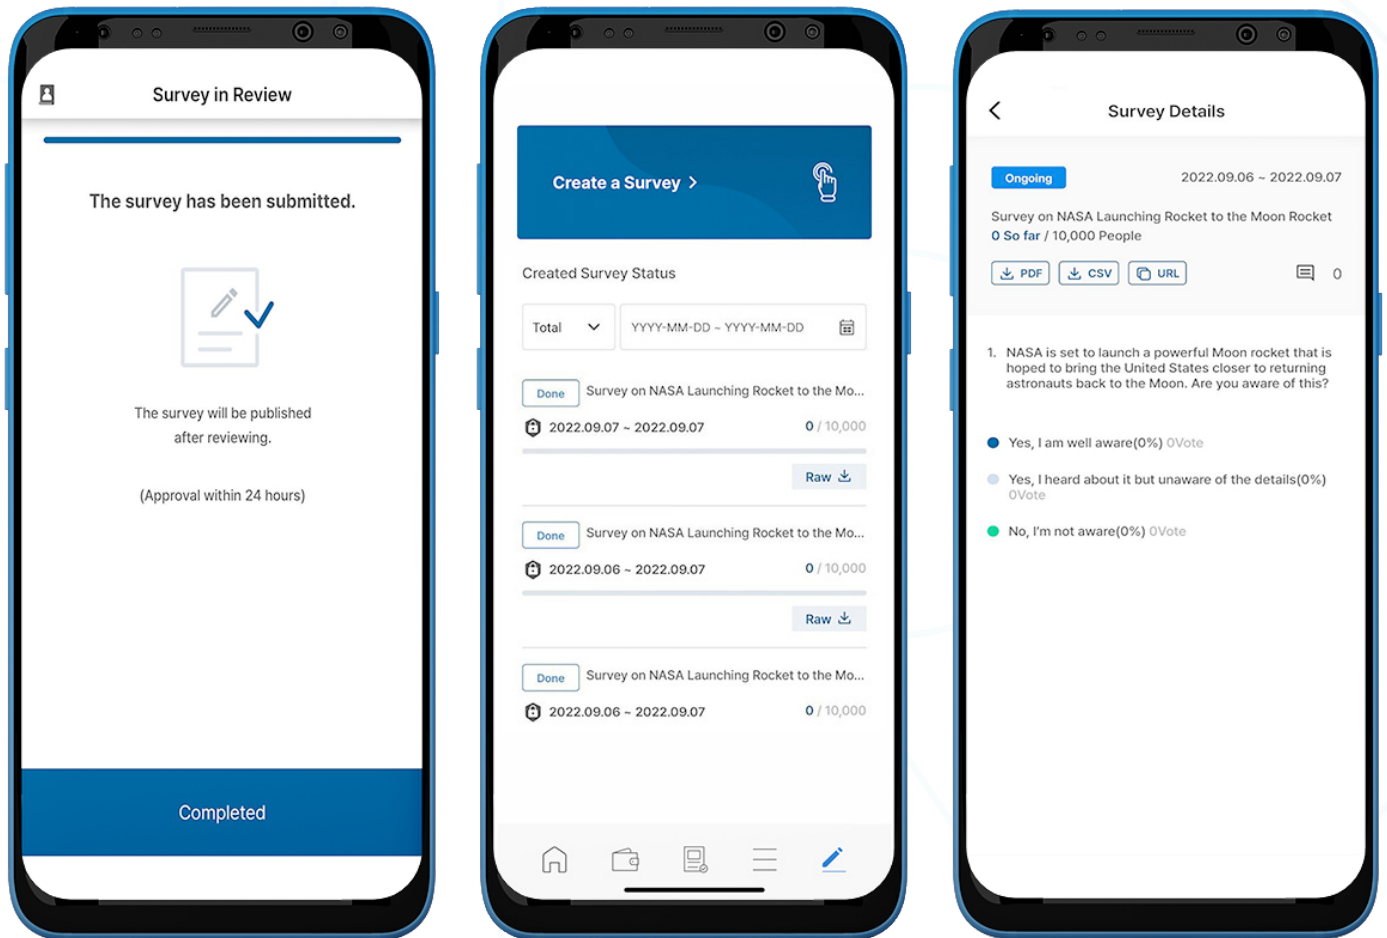 Survey in Review
The survey has been submitted.
The survey will be published
after reviewing.
(Approval within 24 hours)
Completed
Create a Survey >
Created Survey Status
Total
YYYY-MM-DD ~ YYYY-MM-DD
Done Survey on NASA Launching Rocket to the Mo...
2022.09.07 ~ 2022.09.07 0 / 10,000
Raw
Done Survey on NASA Launching Rocket to the Mo...
2022.09.06 ~ 2022.09.07 0 / 10,000
Raw
Done Survey on NASA Launching Rocket to the Mo...
2022.09.06 ~ 2022.09.07 0 / 10,000
Survey Details
Ongoing 2022.09.06 ~ 2022.09.07
Survey on NASA Launching Rocket to the Moon Rocket
0 So far / 10,000 People
PDF CSV URL 0
1. NASA is set to launch a powerful Moon rocket that is
hoped to bring the United States closer to returning
astronauts back to the Moon. Are you aware of this?
Yes, I am well aware(0%) 0Vote
Yes, I heard about it but unaware of the details(0%)
0Vote
No, I'm not aware(0%) 0Vote